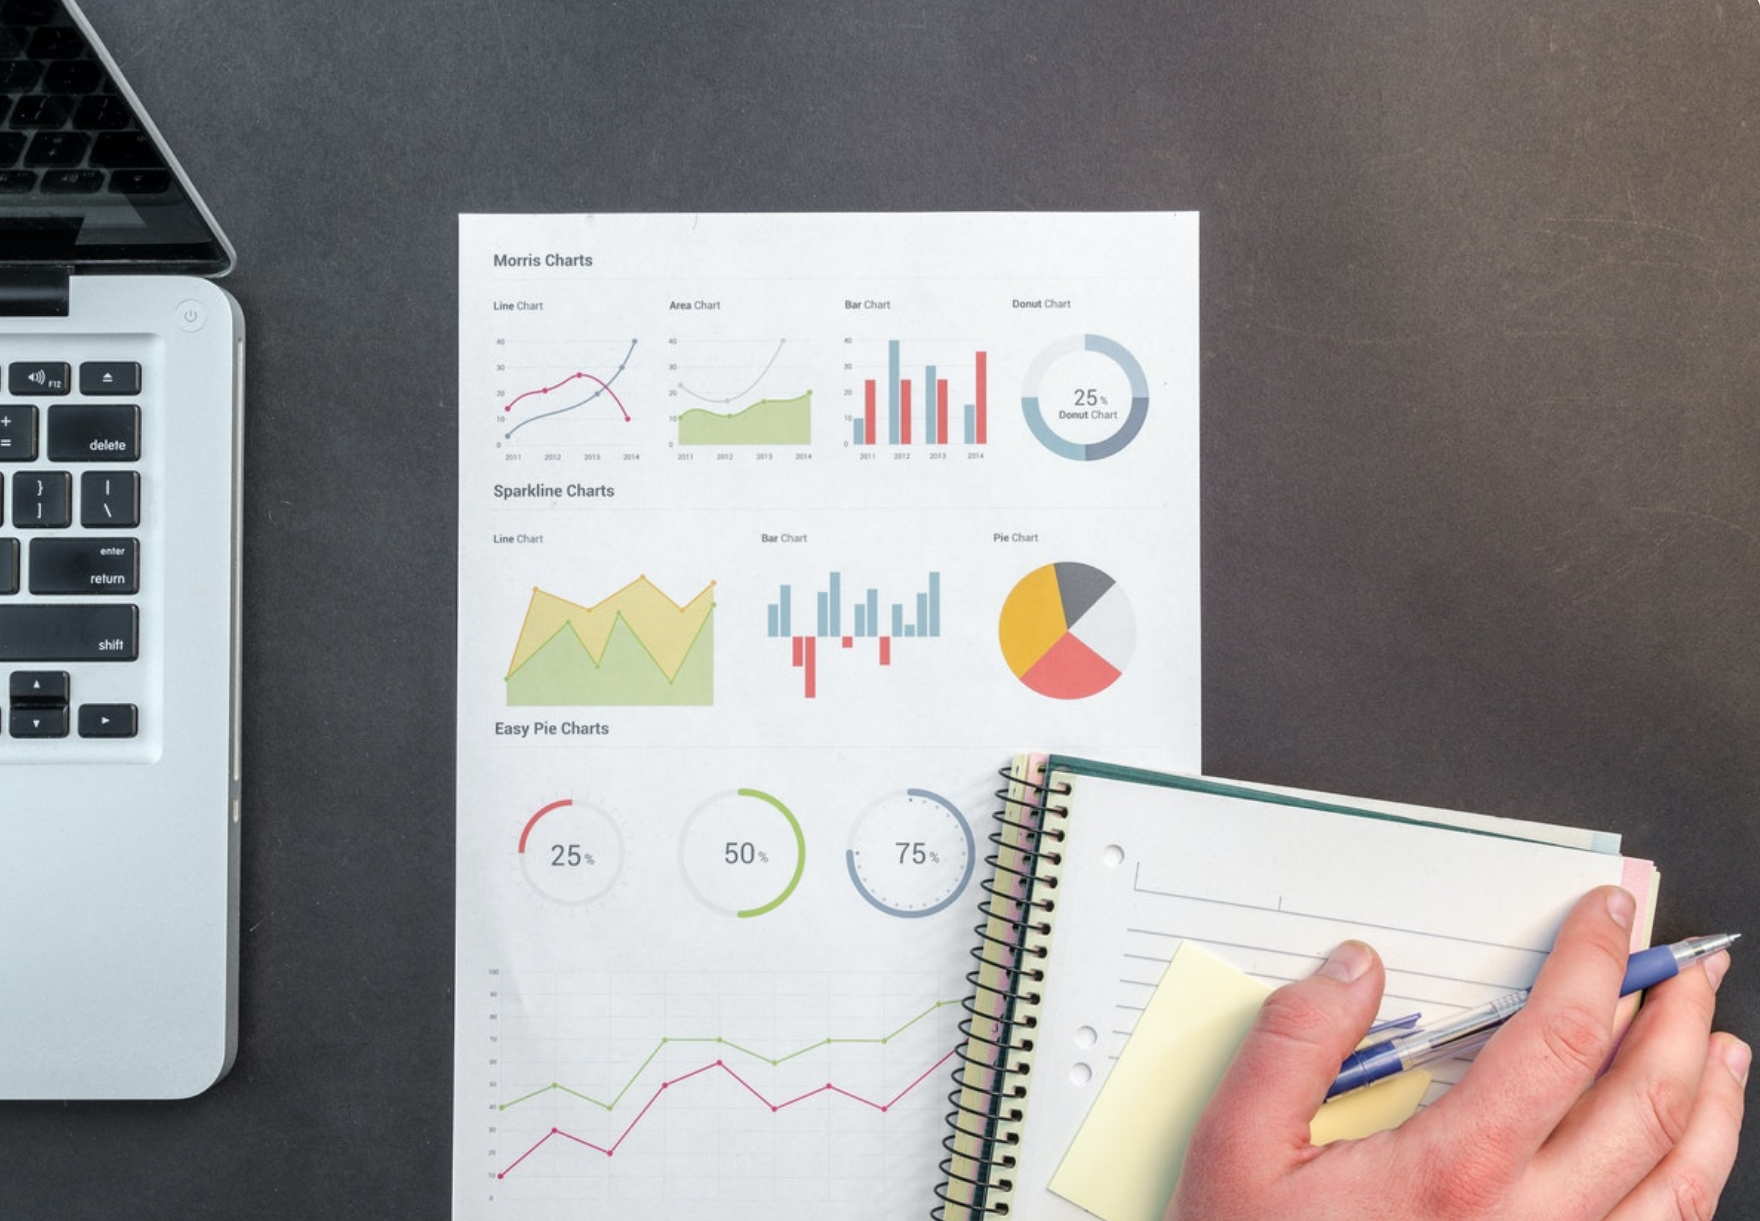 F12
+
=
delete
}
]
|
\
enter
return
shift
Morris Charts
Line Chart
Area Chart
Bar Chart
Donut Chart
40
30
20
10
0
2011 2012 2013 2014
40
30
20
10
0
2011 2012 2013 2014
40
30
20
10
0
2011 2012 2013 2014
25%
Donut Chart
Sparkline Charts
Line Chart
Bar Chart
Pie Chart
Easy Pie Charts
25%
50%
75%
100
90
80
70
60
50
40
30
20
10
0